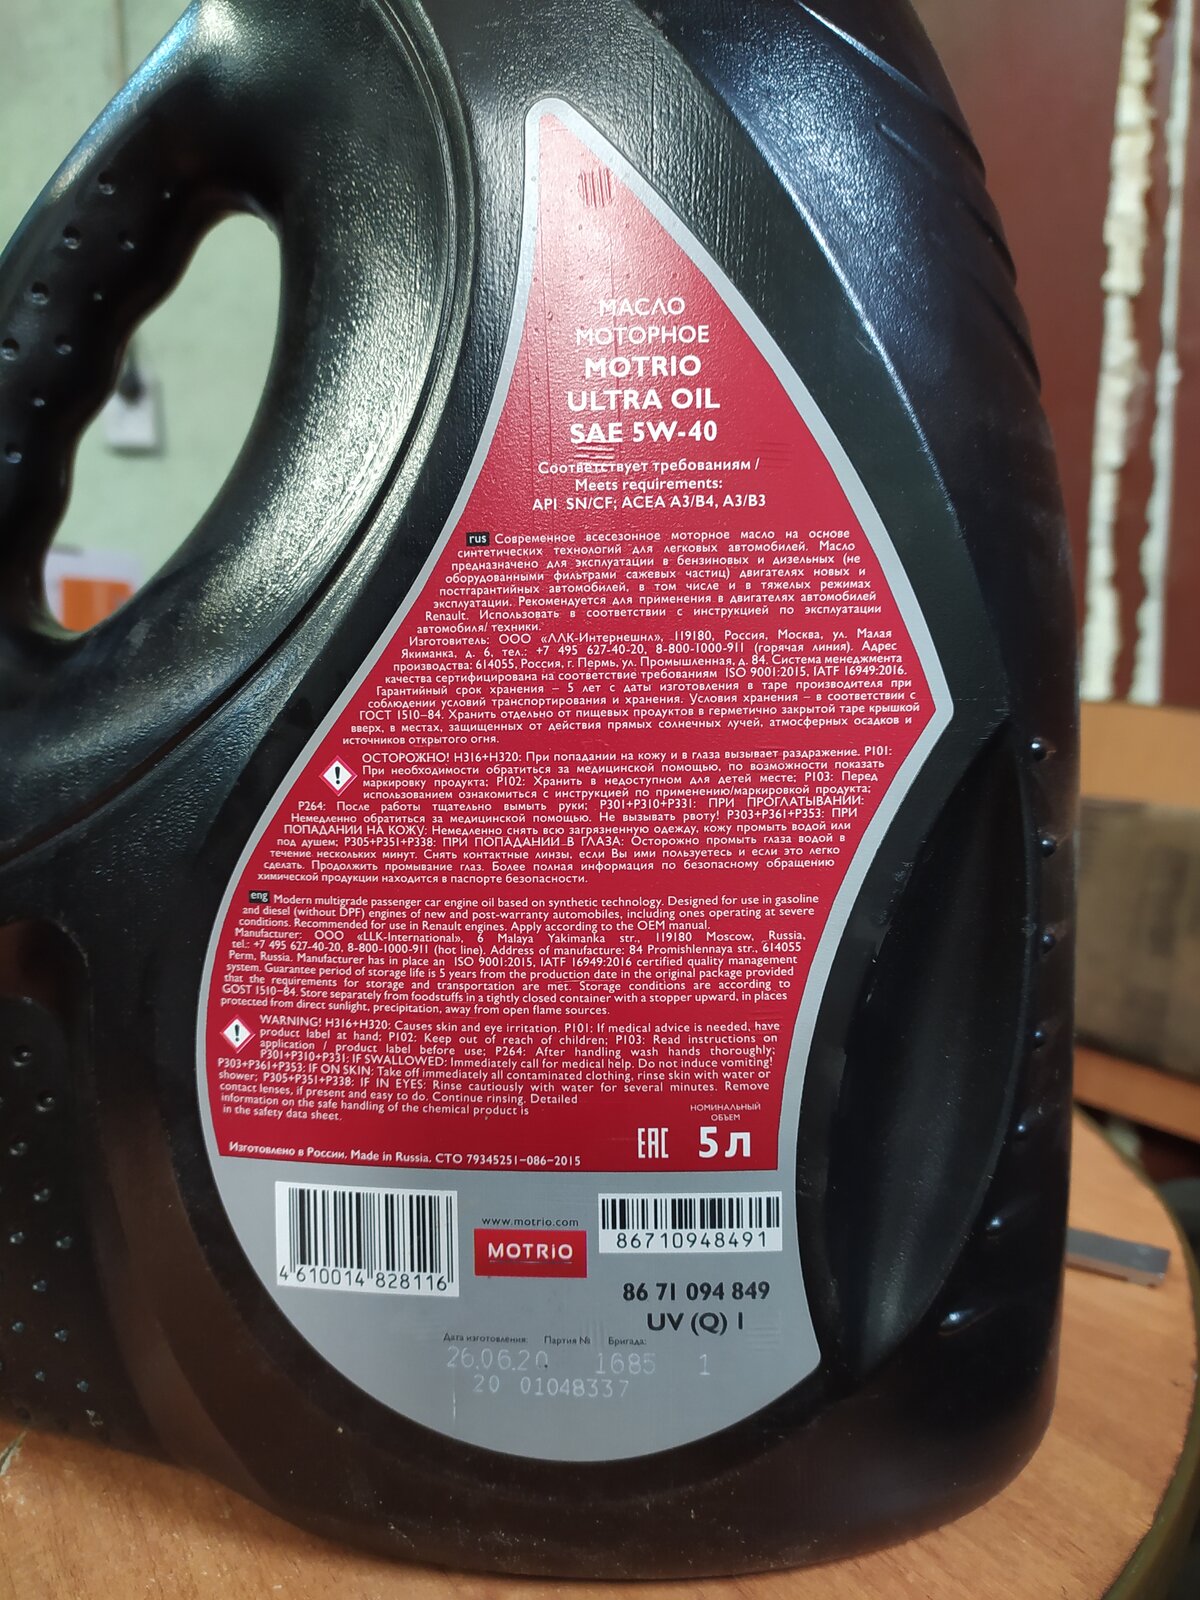 МАСЛО
МОТОРНОЕ
MOTRIO
ULTRA OIL
SAE 5W-40
Соответствует требованиям /
Meets requirements:
API SN/CF; ACEA A3/B4, A3/B3
rus Современное всесезонное моторное масло на основе
синтетических технологий для легковых автомобилей. Масло
предназначено для эксплуатации в бензиновых и дизельных (не
оборудованными фильтрами сажевых частиц) двигателях новых и
постгарантийных автомобилей, в том числе и в тяжелых режимах
эксплуатации. Рекомендуется для применения в двигателях автомобилей
Renault. Использовать в соответствии с инструкцией по эксплуатации
автомобиля/ техники.
Изготовитель: ООО «ЛЛК-Интернешнл», 119180, Россия, Москва, ул. Малая
Якиманка, д. 6, тел.: +7 495 627-40-20, 8-800-1000-911 (горячая линия). Адрес
производства: 614055, Россия, г. Пермь, ул. Промышленная, д. 84. Система менеджмента
качества сертифицирована на соответствие требованиям ISO 9001:2015, IATF 16949:2016.
Гарантийный срок хранения – 5 лет с даты изготовления в таре производителя при
соблюдении условий транспортирования и хранения. Условия хранения – в соответствии с
ГОСТ 1510–84. Хранить отдельно от пищевых продуктов в герметично закрытой таре крышкой
вверх, в местах, защищенных от действия прямых солнечных лучей, атмосферных осадков и
источников открытого огня.
ОСТОРОЖНО! H316+H320: При попадании на кожу и в глаза вызывает раздражение. P101:
При необходимости обратиться за медицинской помощью, по возможности показать
маркировку продукта; P102: Хранить в недоступном для детей месте; P103: Перед
использованием ознакомиться с инструкцией по применению/маркировкой продукта;
P264: После работы тщательно вымыть руки; P301+P310+P331: ПРИ ПРОГЛАТЫВАНИИ:
Немедленно обратиться за медицинской помощью. Не вызывать рвоту! P303+P361+P353: ПРИ
ПОПАДАНИИ НА КОЖУ: Немедленно снять всю загрязненную одежду, кожу промыть водой или
под душем; P305+P351+P338: ПРИ ПОПАДАНИИ В ГЛАЗА: Осторожно промыть глаза водой в
течение нескольких минут. Снять контактные линзы, если Вы ими пользуетесь и если это легко
сделать. Продолжить промывание глаз. Более полная информация по безопасному обращению
химической продукции находится в паспорте безопасности.
eng Modern multigrade passenger car engine oil based on synthetic technology. Designed for use in gasoline
and diesel (without DPF) engines of new and post-warranty automobiles, including ones operating at severe
conditions. Recommended for use in Renault engines. Apply according to the OEM manual.
Manufacturer: OOO «LLK-International», 6 Malaya Yakimanka str., 119180 Moscow, Russia,
tel.: +7 495 627-40-20, 8-800-1000-911 (hot line). Address of manufacture: 84 Promishlennaya str., 614055
Perm, Russia. Manufacturer has in place an ISO 9001:2015, IATF 16949:2016 certified quality management
system. Guarantee period of storage life is 5 years from the production date in the original package provided
that the requirements for storage and transportation are met. Storage conditions are according to
GOST 1510–84. Store separately from foodstuffs in a tightly closed container with a stopper upward, in places
protected from direct sunlight, precipitation, away from open flame sources.
WARNING! H316+H320: Causes skin and eye irritation. P101: If medical advice is needed, have
product label at hand; P102: Keep out of reach of children; P103: Read instructions on
application / product label before use; P264: After handling wash hands thoroughly;
P301+P310+P331: IF SWALLOWED: Immediately call for medical help. Do not induce vomiting!
P303+P361+P353: IF ON SKIN: Take off immediately all contaminated clothing, rinse skin with water or
shower; P305+P351+P338: IF IN EYES: Rinse cautiously with water for several minutes. Remove
contact lenses, if present and easy to do. Continue rinsing. Detailed
information on the safe handling of the chemical product is
in the safety data sheet.
НОМИНАЛЬНЫЙ
ОБЪЕМ
EAC 5 л
Изготовлено в России. Made in Russia. СТО 79345251–086–2015
www.motrio.com
MOTRIO
4 610014 828116
86710948491
86 71 094 849
UV (Q) 1
Дата изготовления: Партия № Бригада:
26.06.20 1685 1
20 01048337